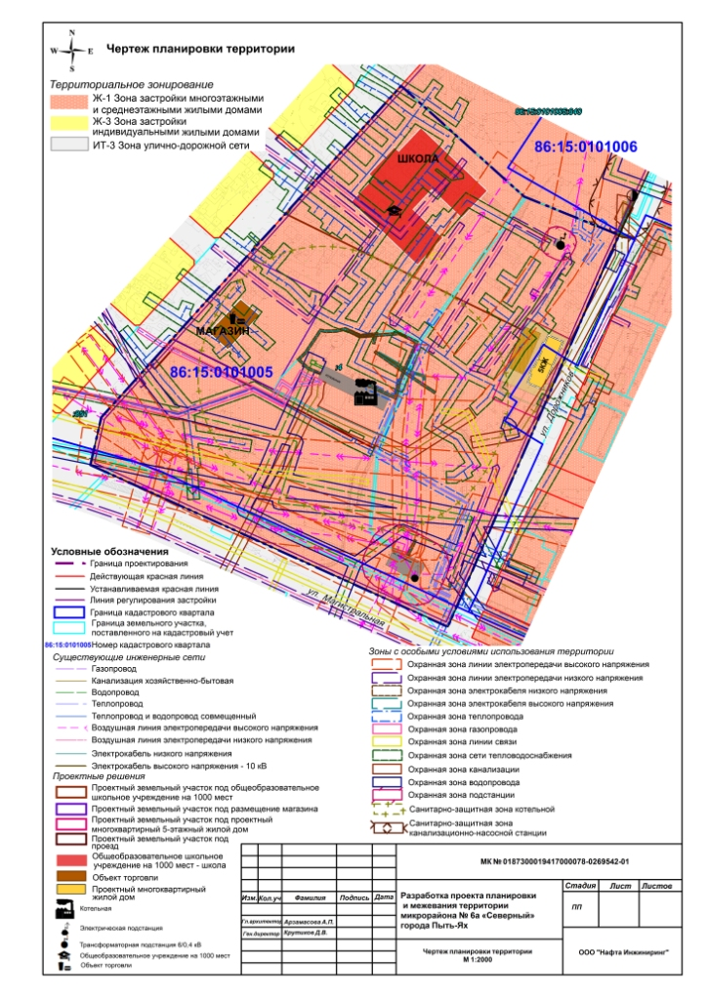 N
W E
S
Чертеж планировки территории
Территориальное зонирование
Ж-1 Зона застройки многоэтажными
и среднеэтажными жилыми домами
Ж-3 Зона застройки
индивидуальными жилыми домами
ИТ-3 Зона улично-дорожной сети
86:15:0101006
ШКОЛА
МАГАЗИН
86:15:0101005
5КЖ
ул. Дорожников
ул. Магистральная
Условные обозначения
Граница проектирования
Действующая красная линия
Устанавливаемая красная линия
Линия регулирования застройки
Граница кадастрового квартала
Граница земельного участка,
поставленного на кадастровый учет
86:15:0101005 Номер кадастрового квартала
Существующие инженерные сети
Газопровод
Канализация хозяйственно-бытовая
Водопровод
Теплопровод
Теплопровод и водопровод совмещенный
Воздушная линия электропередачи высокого напряжения
Воздушная линия электропередачи низкого напряжения
Электрокабель низкого напряжения
Электрокабель высокого напряжения - 10 кВ
Проектные решения
Проектный земельный участок под общеобразовательное
школьное учреждение на 1000 мест
Проектный земельный участок под размещение магазина
Проектный земельный участок под проектный
многоквартирный 5-этажный жилой дом
Проектный земельный участок под
проезд
Общеобразовательное школьное
учреждение на 1000 мест - школа
Объект торговли
Проектный многоквартирный
жилой дом
Котельная
Электрическая подстанция
Трансформаторная подстанция 6/0,4 кВ
Общеобразовательное учреждение на 1000 мест
Объект торговли
Зоны с особыми условиями использования территории
Охранная зона линии электропередачи высокого напряжения
Охранная зона линии электропередачи низкого напряжения
Охранная зона электрокабеля низкого напряжения
Охранная зона электрокабеля высокого напряжения
Охранная зона теплопровода
Охранная зона газопровода
Охранная зона линии связи
Охранная зона сети тепловодоснабжения
Охранная зона канализации
Охранная зона водопровода
Охранная зона подстанции
Санитарно-защитная зона котельной
Санитарно-защитная зона
канализационно-насосной станции
МК № 0187300019417000078-0269542-01
Изм. Кол.уч Фамилия Подпись Дата
Гл.архитектор Арзамасова А.П.
Ген.директор Крутиков Д.В.
Разработка проекта планировки
и межевания территории
микрорайона № 6а «Северный»
города Пыть-Ях
Стадия Лист Листов
ПП
Чертеж планировки территории
М 1:2000
ООО "Нафта Инжиниринг"